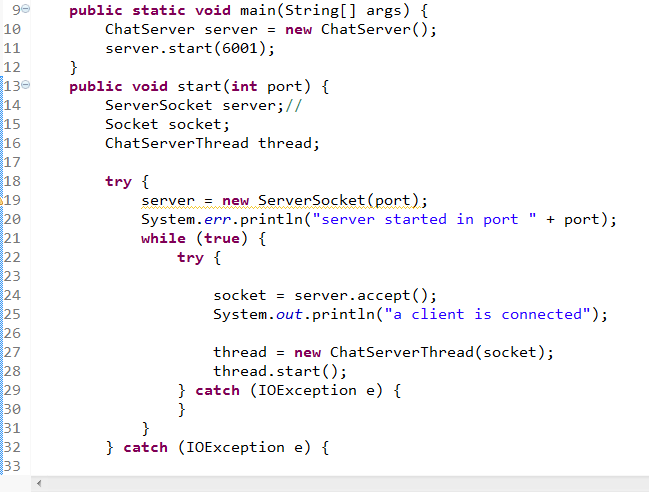 9 public static void main(String[] args) {
10 ChatServer server = new ChatServer();
11 server.start(6001);
12 }
13 public void start(int port) {
14 ServerSocket server;//
15 Socket socket;
16 ChatServerThread thread;
17
18 try {
19 server = new ServerSocket(port);
20 System.err.println("server started in port " + port);
21 while (true) {
22 try {
23
24 socket = server.accept();
25 System.out.println("a client is connected");
26
27 thread = new ChatServerThread(socket);
28 thread.start();
29 } catch (IOException e) {
30 }
31 }
32 } catch (IOException e) {
33